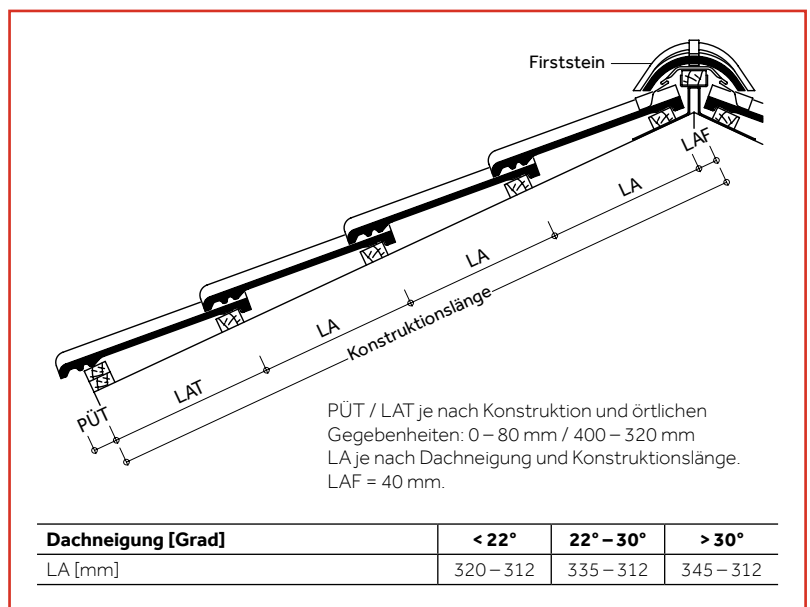 Firststein
LAF
LA
LA
LA
Konstruktionslänge
LAT
PÜT
PÜT / LAT je nach Konstruktion und örtlichen
Gegebenheiten: 0 – 80 mm / 400 – 320 mm
LA je nach Dachneigung und Konstruktionslänge.
LAF = 40 mm.
Dachneigung [Grad] < 22° 22° – 30° > 30°
LA [mm] 320 – 312 335 – 312 345 – 312